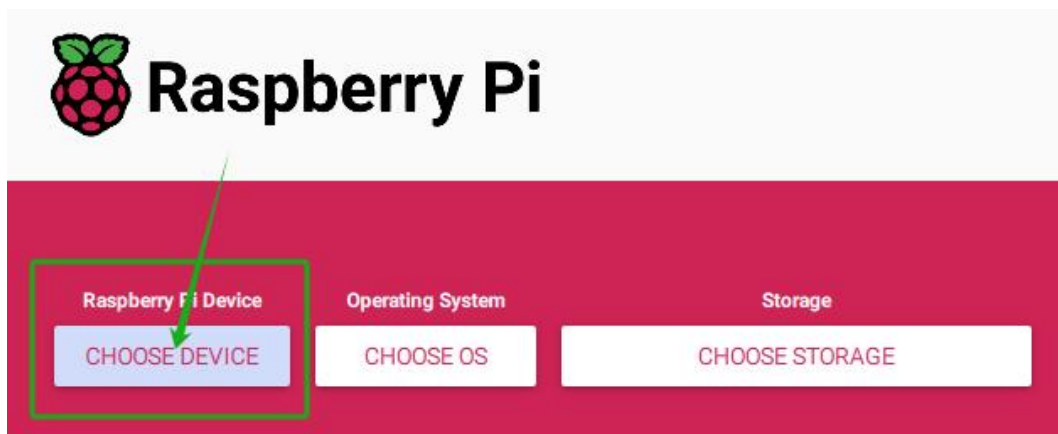 Raspberry Pi
Raspberry Pi Device
Operating System
Storage
CHOOSE DEVICE
CHOOSE OS
CHOOSE STORAGE